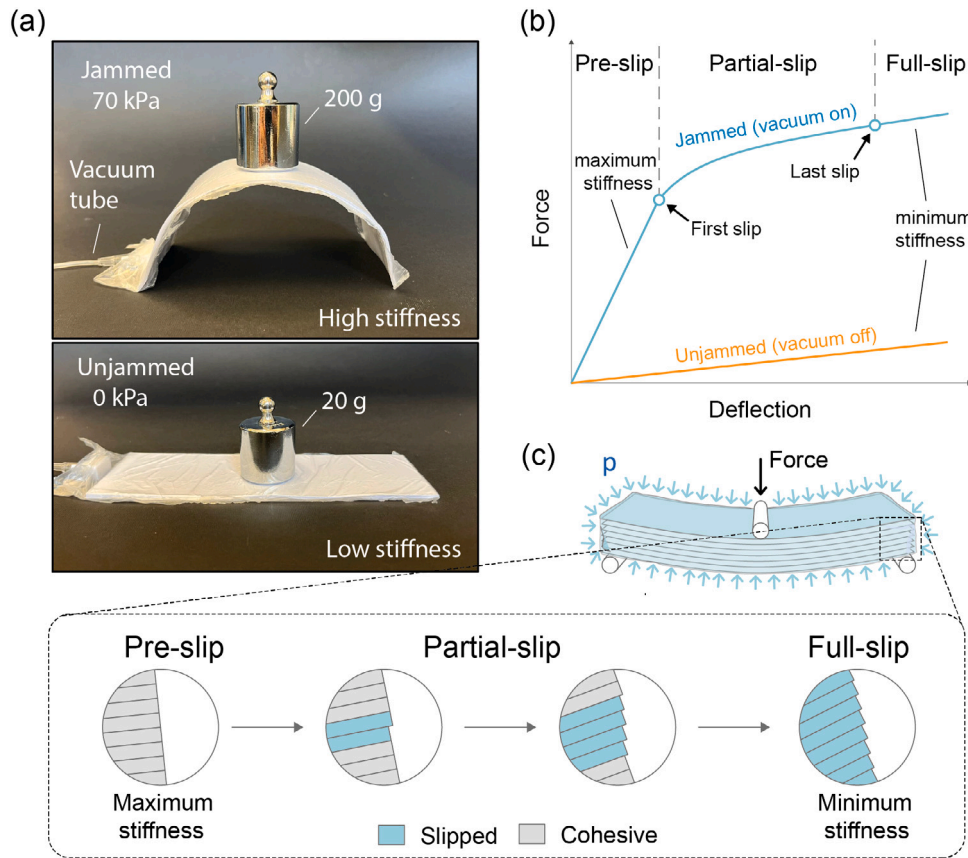 (a)
Jammed
70 kPa
200 g
Vacuum
tube
High stiffness
Unjammed
0 kPa
20 g
Low stiffness
(b)
Force
Pre-slip
Partial-slip
Full-slip
Jammed (vacuum on)
maximum
stiffness
Last slip
First slip
minimum
stiffness
Unjammed (vacuum off)
Deflection
(c)
p
Force
Pre-slip
Partial-slip
Full-slip
Maximum
stiffness
Minimum
stiffness
Slipped
Cohesive